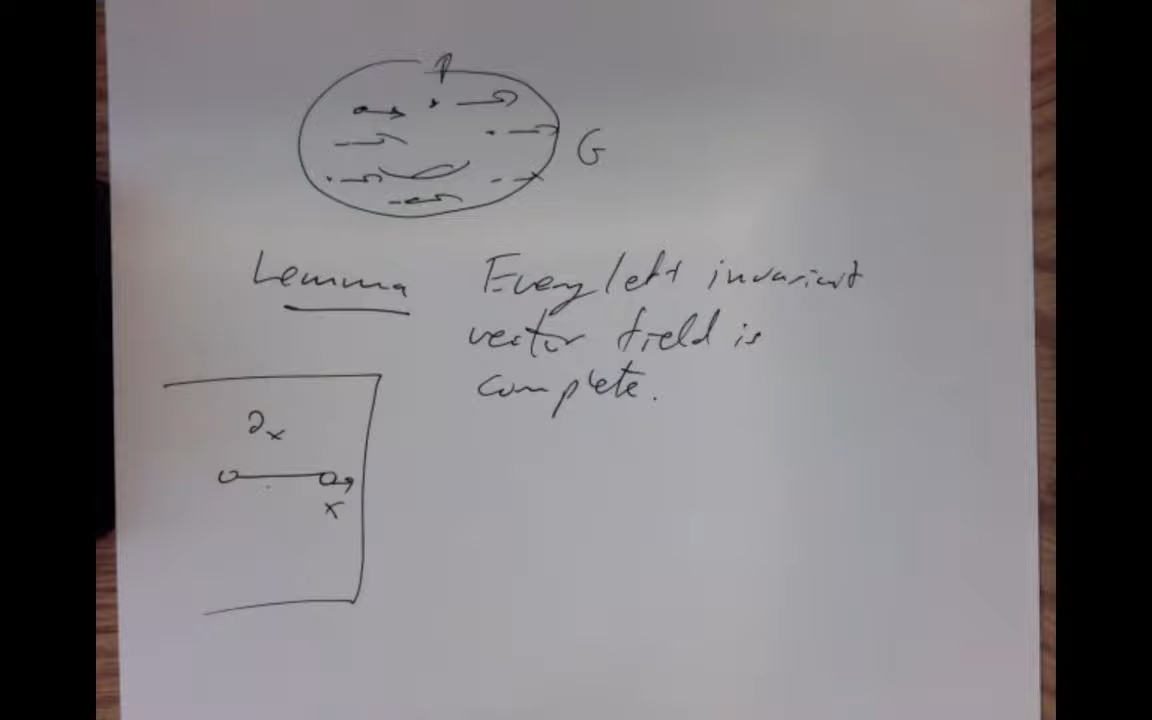 p
G
Lemma Every left invariant
vector field is
complete.
∂x
x